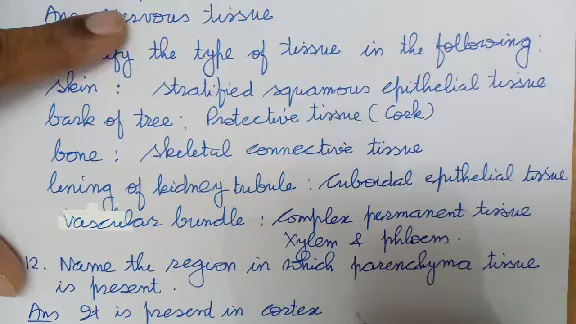 Ans Nervous tissue
the type of tissue in the following:
skin: stratified squamous epithelial tissue
bark of tree: Protective tissue (Cork)
bone: skeletal connective tissue
lening of kidney tubule: Cuboidal epithelial tissue
vascular bundle: Complex permanent tissue
xylem & phloem.
12. Name the region in which parenchyma tissue
is present.
Ans It is present in cortex